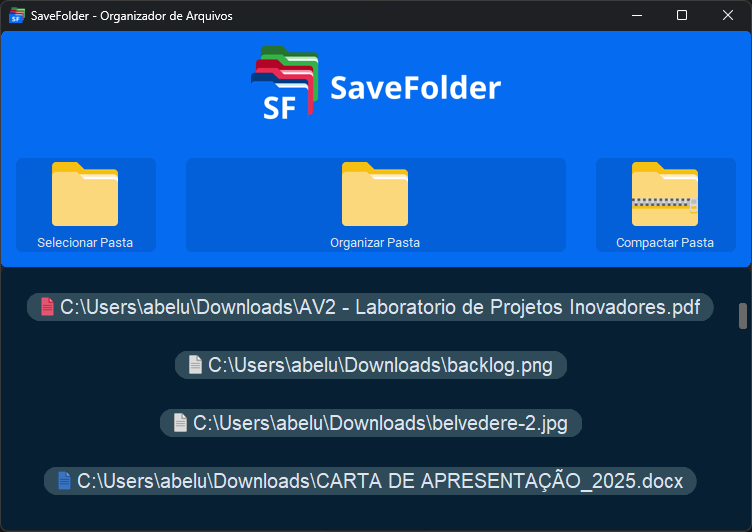 SaveFolder - Organizador de Arquivos
SF
SaveFolder
Selecionar Pasta
Organizar Pasta
Compactar Pasta
C:\Users\abelu\Downloads\AV2 - Laboratorio de Projetos Inovadores.pdf
C:\Users\abelu\Downloads\backlog.png
C:\Users\abelu\Downloads\belvedere-2.jpg
C:\Users\abelu\Downloads\CARTA DE APRESENTAÇÃO_2025.docx